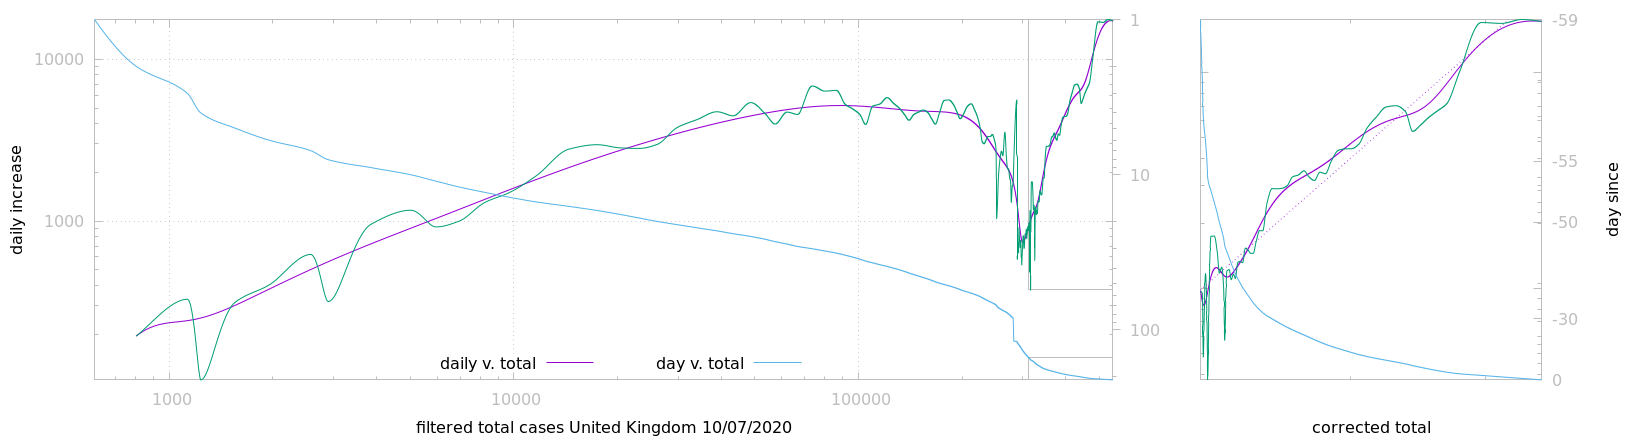 10000
1000
daily increase
1
10
100
daily v. total
day v. total
1000
10000
100000
filtered total cases United Kingdom 10/07/2020
-59
-55
-50
-30
0
day since
corrected total